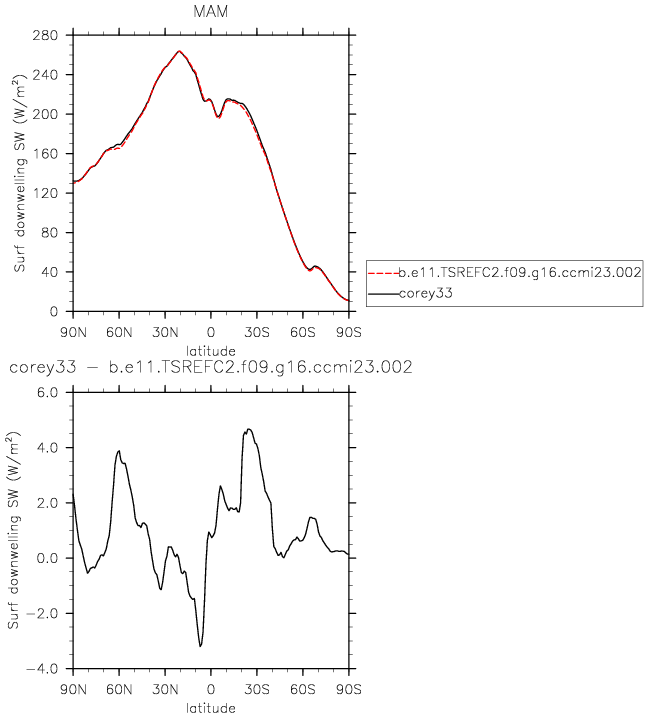 MAM
Surf downwelling SW (W/m²)
280
240
200
160
120
80
40
0
90N 60N 30N 0 30S 60S 90S
latitude
b.e11.TSREFC2.f09.g16.ccmi23.002
corey33
corey33 − b.e11.TSREFC2.f09.g16.ccmi23.002
Surf downwelling SW (W/m²)
6.0
4.0
2.0
0.0
−2.0
−4.0
90N 60N 30N 0 30S 60S 90S
latitude